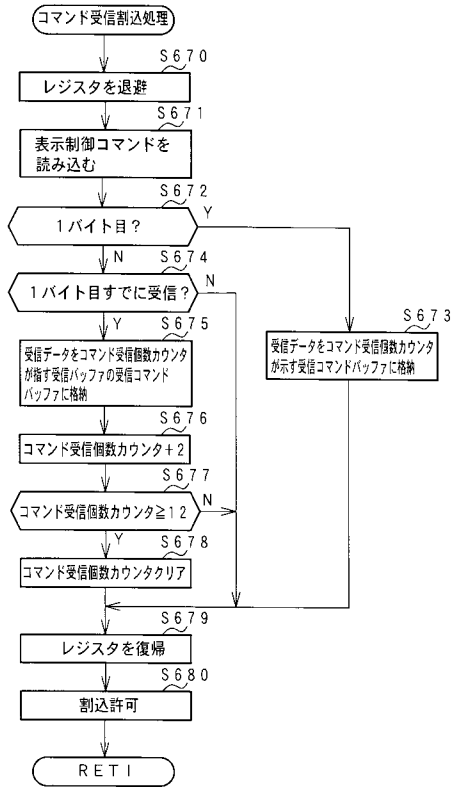 コマンド受信割込処理
S670
レジスタを退避
S671
表示制御コマンドを
読み込む
S672
1バイト目?
Y
N
S674
1バイト目すでに受信?
N
Y
S675
S673
受信データをコマンド受信個数カウンタ
が指す受信バッファの受信コマンド
バッファに格納
受信データをコマンド受信個数カウンタ
が示す受信コマンドバッファに格納
S676
コマンド受信個数カウンタ+2
S677
コマンド受信個数カウンタ≧12
N
Y
S678
コマンド受信個数カウンタクリア
S679
レジスタを復帰
S680
割込許可
RETI